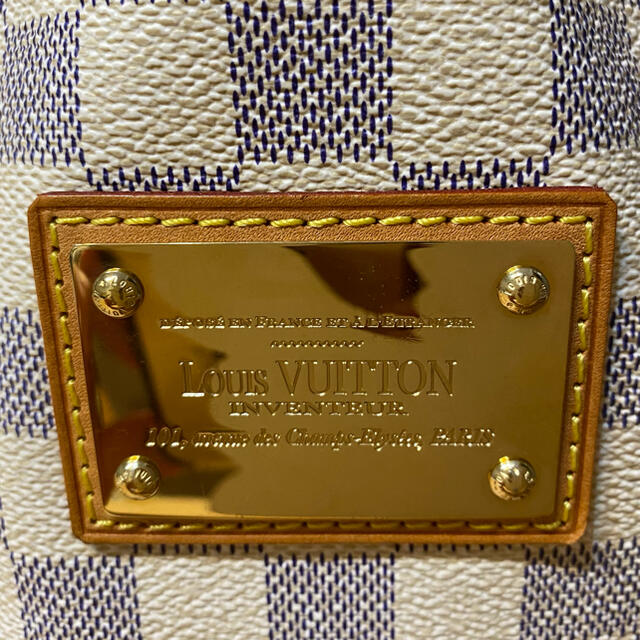 DÉPOSÉ EN FRANCE ET A L'ETRANGER
LOUIS VUITTON
INVENTEUR
101, avenue des Champs-Elysées, PARIS